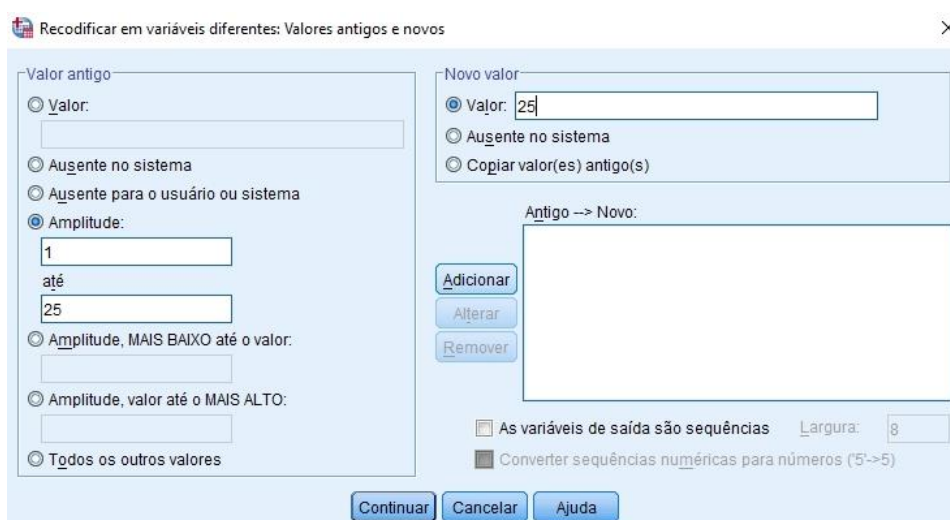 Recodificar em variáveis diferentes: Valores antigos e novos
Valor antigo
Valor:
Ausente no sistema
Ausente para o usuário ou sistema
Amplitude:
1
até
25
Amplitude, MAIS BAIXO até o valor:
Amplitude, valor até o MAIS ALTO:
Todos os outros valores
Novo valor
Valor: 25
Ausente no sistema
Copiar valor(es) antigo(s)
Antigo --> Novo:
Adicionar
Alterar
Remover
As variáveis de saída são sequências Largura: 8
Converter sequências numéricas para números ('5'->5)
Continuar Cancelar Ajuda